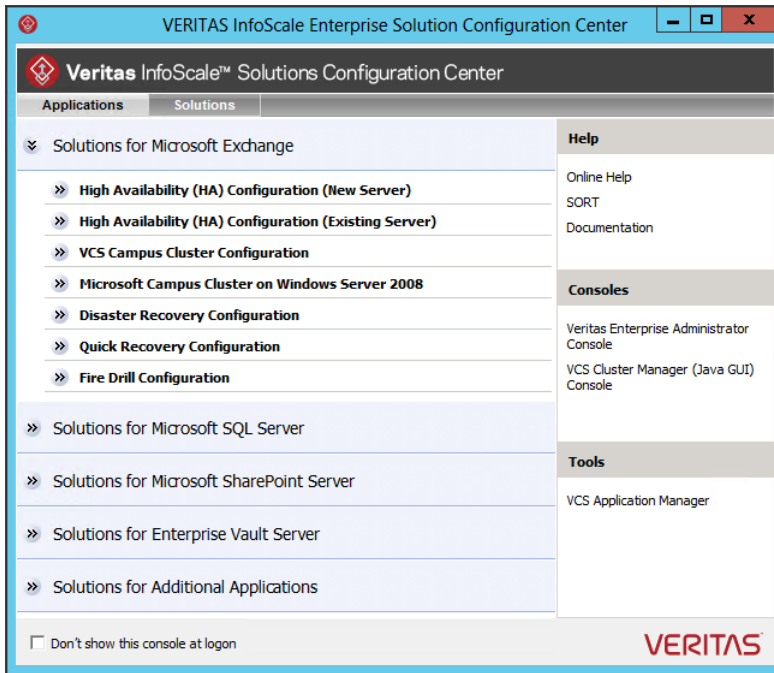 VERITAS InfoScale Enterprise Solution Configuration Center
Veritas InfoScale™ Solutions Configuration Center
Applications
Solutions
Solutions for Microsoft Exchange
High Availability (HA) Configuration (New Server)
High Availability (HA) Configuration (Existing Server)
VCS Campus Cluster Configuration
Microsoft Campus Cluster on Windows Server 2008
Disaster Recovery Configuration
Quick Recovery Configuration
Fire Drill Configuration
Solutions for Microsoft SQL Server
Solutions for Microsoft SharePoint Server
Solutions for Enterprise Vault Server
Solutions for Additional Applications
Help
Online Help
SORT
Documentation
Consoles
Veritas Enterprise Administrator
Console
VCS Cluster Manager (Java GUI)
Console
Tools
VCS Application Manager
Don't show this console at logon
VERITAS